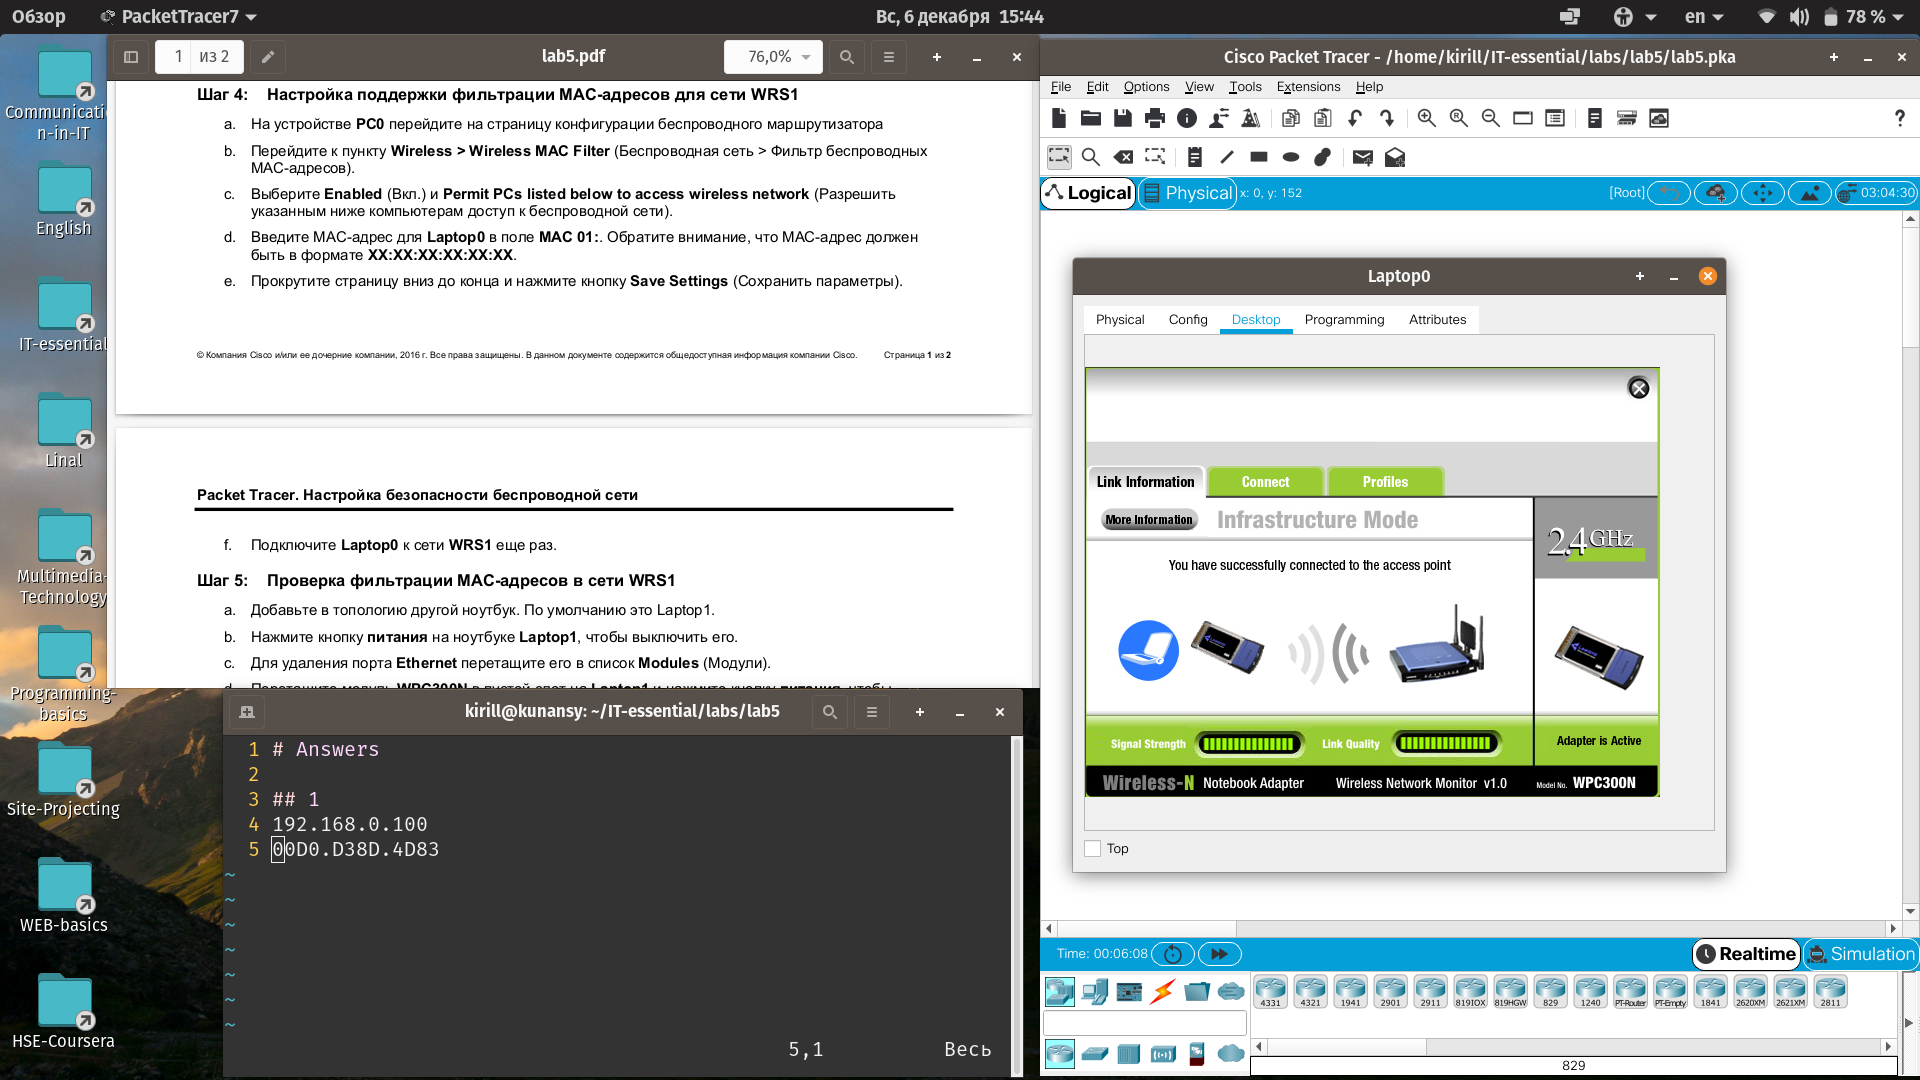 Обзор
PacketTracer7
Вс, 6 декабря 15:44
en
78 %
Communicatio
n-in-IT
English
IT-essential
Linal
Multimedia-
Technology
Programming-
basics
Site-Projecting
WEB-basics
HSE-Coursera
1 из 2
lab5.pdf
76,0%
Шаг 4: Настройка поддержки фильтрации MAC-адресов для сети WRS1
a. На устройстве PC0 перейдите на страницу конфигурации беспроводного маршрутизатора
b. Перейдите к пункту Wireless > Wireless MAC Filter (Беспроводная сеть > Фильтр беспроводных
MAC-адресов).
c. Выберите Enabled (Вкл.) и Permit PCs listed below to access wireless network (Разрешить
указанным ниже компьютерам доступ к беспроводной сети).
d. Введите MAC-адрес для Laptop0 в поле MAC 01:. Обратите внимание, что MAC-адрес должен
быть в формате XX:XX:XX:XX:XX:XX.
e. Прокрутите страницу вниз до конца и нажмите кнопку Save Settings (Сохранить параметры).
© Компания Cisco и/или ее дочерние компании, 2016 г. Все права защищены. В данном документе содержится общедоступная информация компании Cisco. Страница 1 из 2
Packet Tracer. Настройка безопасности беспроводной сети
f. Подключите Laptop0 к сети WRS1 еще раз.
Шаг 5: Проверка фильтрации MAC-адресов в сети WRS1
a. Добавьте в топологию другой ноутбук. По умолчанию это Laptop1.
b. Нажмите кнопку питания на ноутбуке Laptop1, чтобы выключить его.
c. Для удаления порта Ethernet перетащите его в список Modules (Модули).
d. Перетащите модуль WPC300N в пустой слот на Laptop1 и нажмите кнопку питания, чтобы
kirill@kunansy: ~/IT-essential/labs/lab5
1 # Answers
2
3 ## 1
4 192.168.0.100
5 00D0.D38D.4D83
~
~
~
~
~
~
~
5,1 Весь
Cisco Packet Tracer - /home/kirill/IT-essential/labs/lab5/lab5.pka
File Edit Options View Tools Extensions Help
Logical
Physical
x: 0, y: 152
[Root]
03:04:30
Laptop0
Physical Config Desktop Programming Attributes
Link Information Connect Profiles
More Information Infrastructure Mode
2.4GHz
You have successfully connected to the access point
Signal Strength
Link Quality
Adapter is Active
Wireless-N Notebook Adapter Wireless Network Monitor v1.0 Model No. WPC300N
Top
Time: 00:06:08
Realtime
Simulation
4331 4321 1941 2901 2911 819IOX 819HGW 829 1240 PT-Router PT-Empty 1841 2620XM 2621XM 2811
829